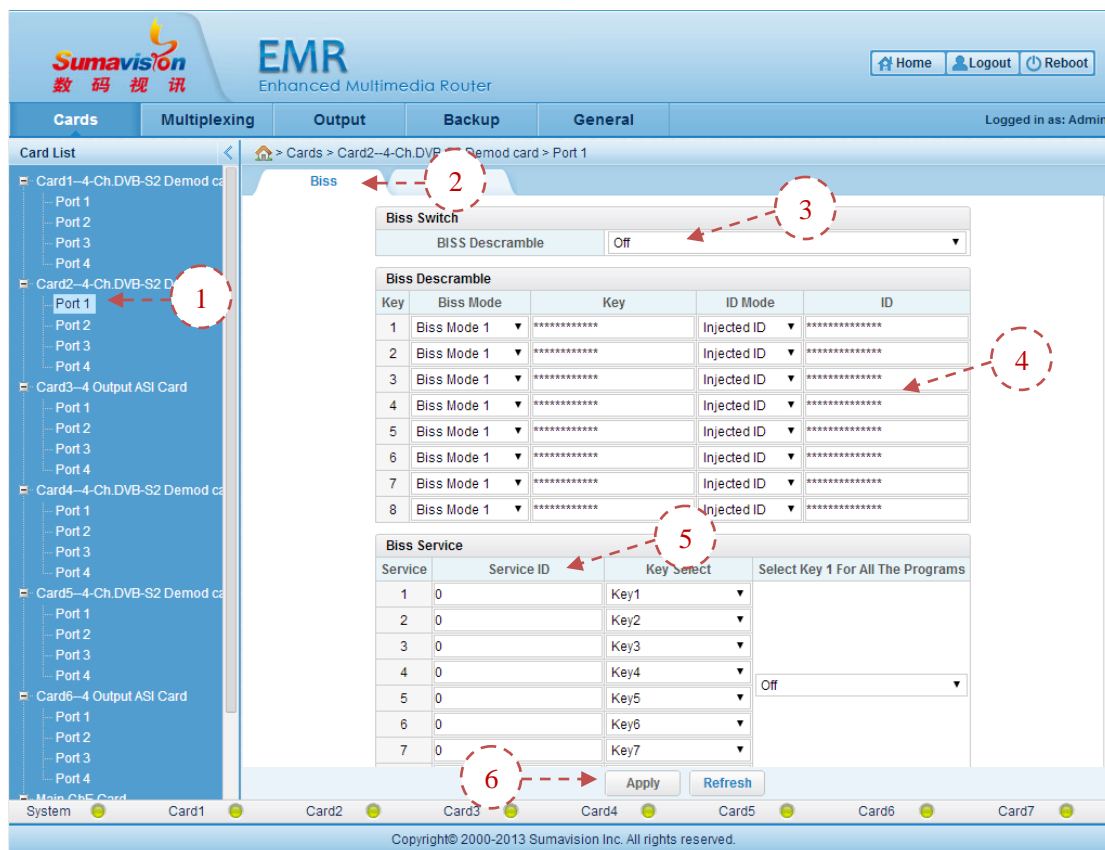 Sumavision
数码视讯
EMR
Enhanced Multimedia Router
Home Logout Reboot
Cards Multiplexing Output Backup General Logged in as: Admin
Card List
> Cards > Card2--4-Ch.DVB-S2 Demod card > Port 1
Biss
2
Card1--4-Ch.DVB-S2 Demod ca
Port 1
Port 2
Port 3
Port 4
Card2--4-Ch.DVB-S2 D
Port 1
Port 2
Port 3
Port 4
1
Card3--4 Output ASI Card
Port 1
Port 2
Port 3
Port 4
Card4--4-Ch.DVB-S2 Demod ca
Port 1
Port 2
Port 3
Port 4
Card5--4-Ch.DVB-S2 Demod ca
Port 1
Port 2
Port 3
Port 4
Card6--4 Output ASI Card
Port 1
Port 2
Port 3
Port 4
Main GbE Card
Biss Switch
3
BISS Descramble Off
Biss Descramble
Key Biss Mode Key ID Mode ID
1 Biss Mode 1 ************ Injected ID **************
2 Biss Mode 1 ************ Injected ID **************
3 Biss Mode 1 ************ Injected ID **************
4
4 Biss Mode 1 ************ Injected ID **************
5 Biss Mode 1 ************ Injected ID **************
6 Biss Mode 1 ************ Injected ID **************
7 Biss Mode 1 ************ Injected ID **************
8 Biss Mode 1 ************ Injected ID **************
Biss Service
5
Service Service ID Key Select Select Key 1 For All The Programs
1 0 Key1
2 0 Key2
3 0 Key3
4 0 Key4
Off
5 0 Key5
6 0 Key6
7 0 Key7
6
Apply Refresh
System Card1 Card2 Card3 Card4 Card5 Card6 Card7
Copyright© 2000-2013 Sumavision Inc. All rights reserved.